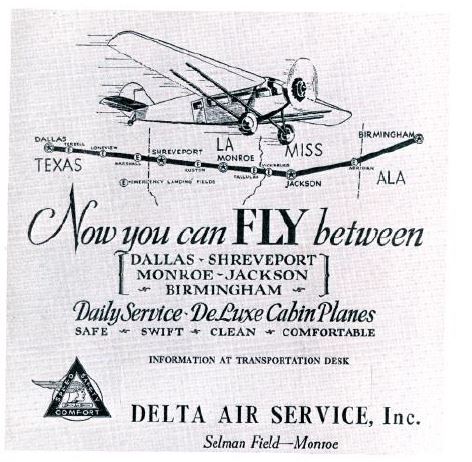 DALLAS
TERRELL
LONGVIEW
MARSHALL
SHREVEPORT
RUSTON
LA
MONROE
TALLULAH
VICKSBURG
MISS
JACKSON
MERIDIAN
BIRMINGHAM
TEXAS
ALA
E EMERGENCY LANDING FIELDS
Now you can FLY between
DALLAS - SHREVEPORT
MONROE - JACKSON
BIRMINGHAM
Daily Service - DeLuxe Cabin Planes
SAFE - SWIFT - CLEAN - COMFORTABLE
INFORMATION AT TRANSPORTATION DESK
SPEED
SAFETY
COMFORT
DELTA AIR SERVICE, Inc.
Selman Field—Monroe